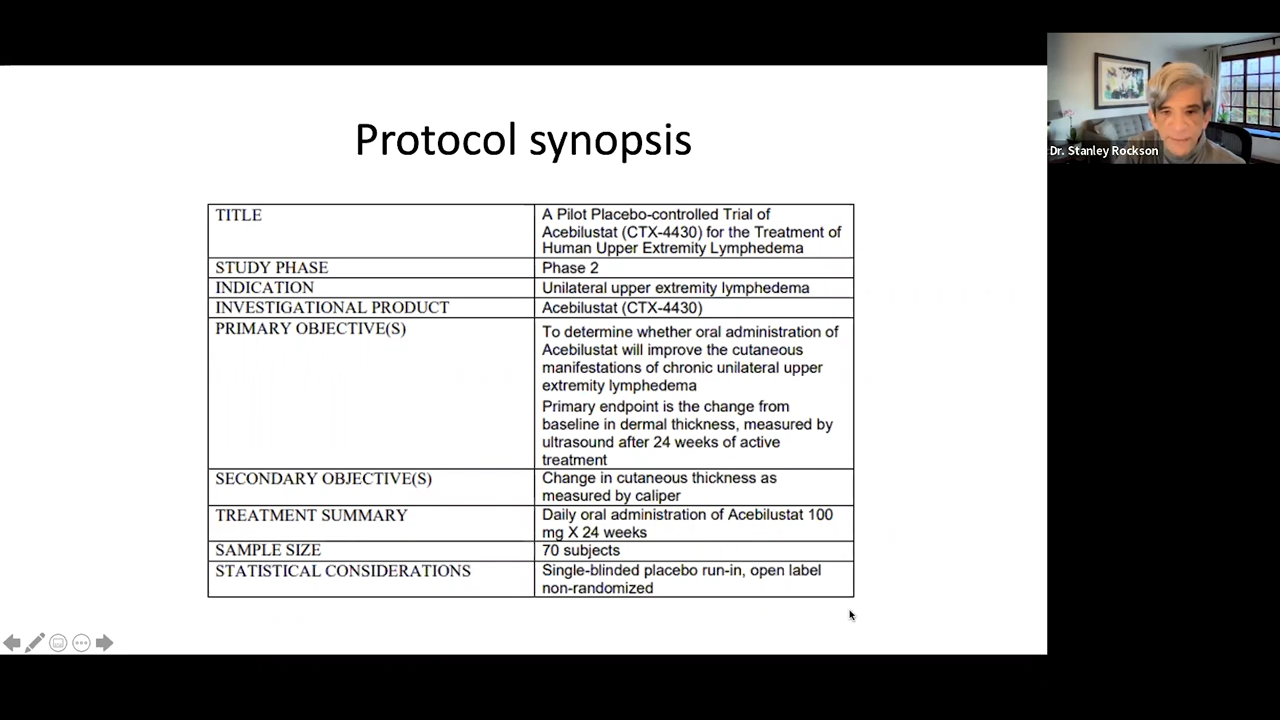 Protocol synopsis
Dr. Stanley Rockson
TITLE
A Pilot Placebo-controlled Trial of
Acebilustat (CTX-4430) for the Treatment of
Human Upper Extremity Lymphedema
STUDY PHASE
Phase 2
INDICATION
Unilateral upper extremity lymphedema
INVESTIGATIONAL PRODUCT
Acebilustat (CTX-4430)
PRIMARY OBJECTIVE(S)
To determine whether oral administration of
Acebilustat will improve the cutaneous
manifestations of chronic unilateral upper
extremity lymphedema
Primary endpoint is the change from
baseline in dermal thickness, measured by
ultrasound after 24 weeks of active
treatment
SECONDARY OBJECTIVE(S)
Change in cutaneous thickness as
measured by caliper
TREATMENT SUMMARY
Daily oral administration of Acebilustat 100
mg X 24 weeks
SAMPLE SIZE
70 subjects
STATISTICAL CONSIDERATIONS
Single-blinded placebo run-in, open label
non-randomized